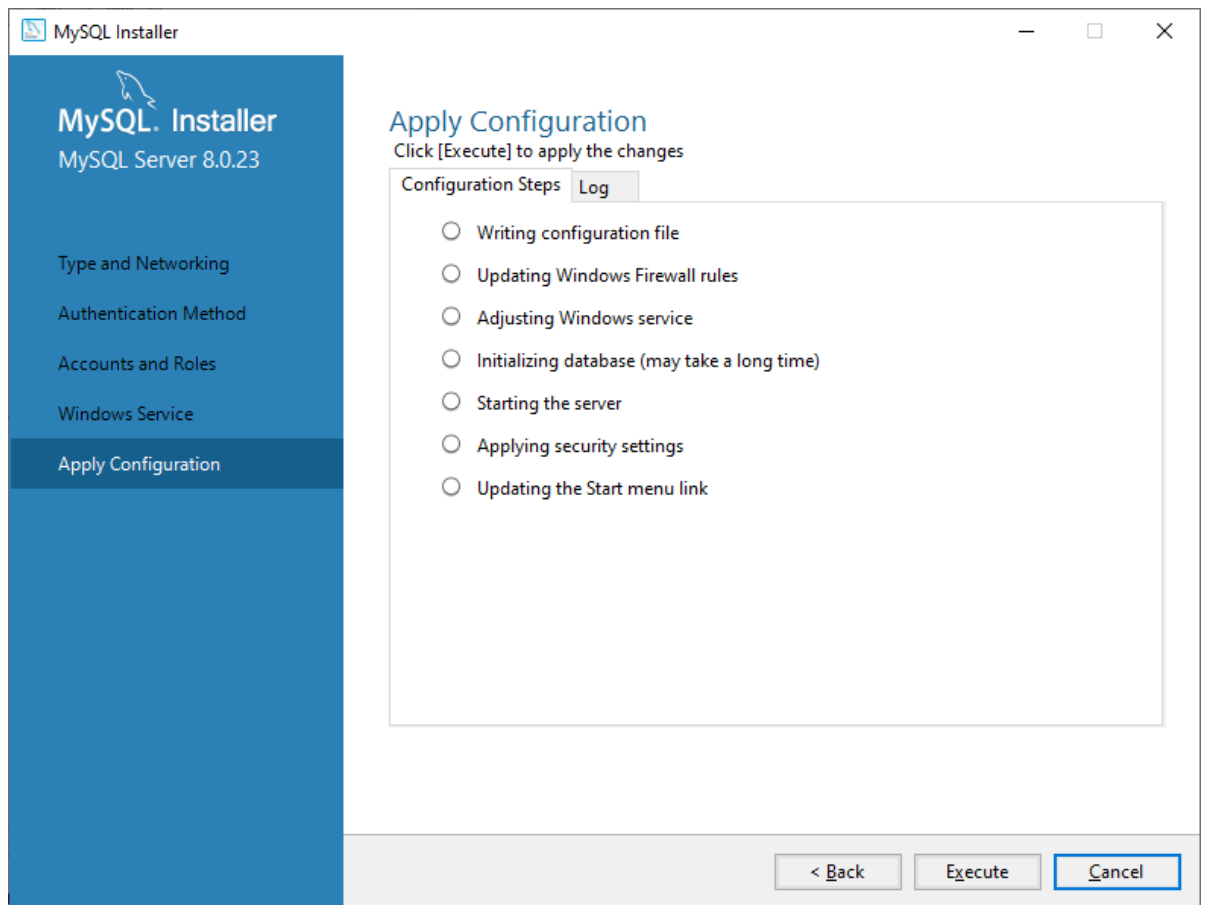 MySQL Installer
MySQL. Installer
MySQL Server 8.0.23
Type and Networking
Authentication Method
Accounts and Roles
Windows Service
Apply Configuration
Apply Configuration
Click [Execute] to apply the changes
Configuration Steps
Log
Writing configuration file
Updating Windows Firewall rules
Adjusting Windows service
Initializing database (may take a long time)
Starting the server
Applying security settings
Updating the Start menu link
< Back
Execute
Cancel